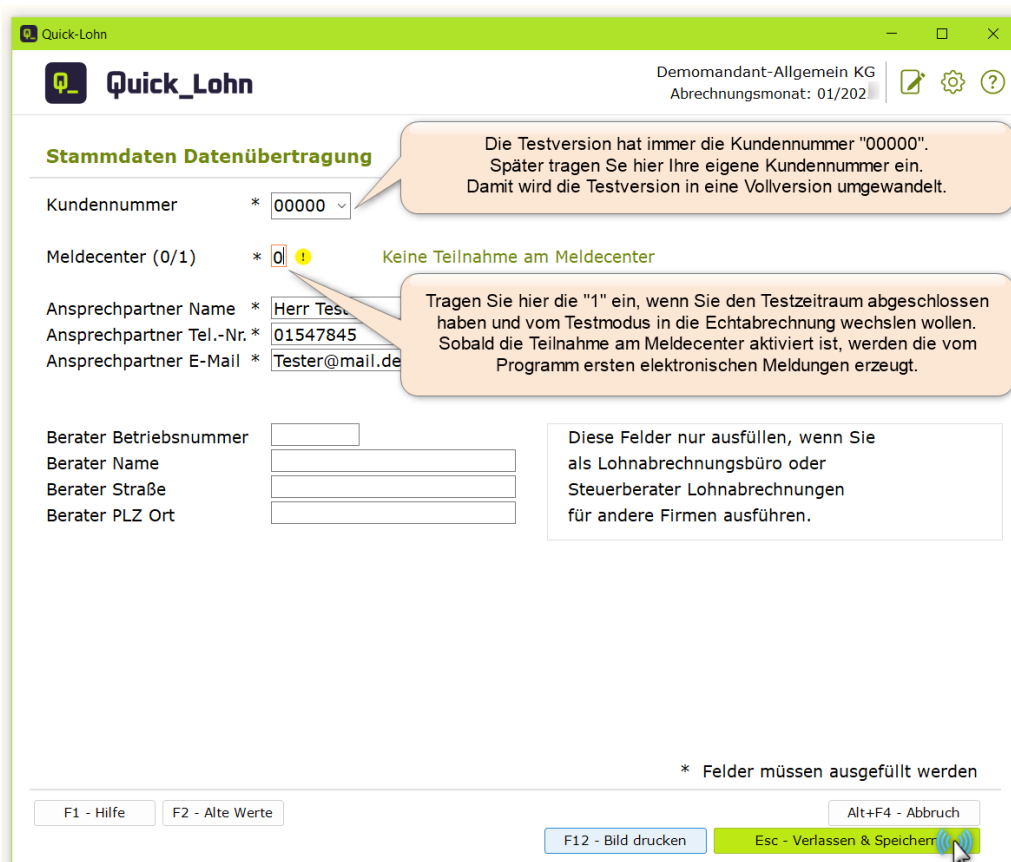 Quick-Lohn
Q_ Quick_Lohn
Demomandant-Allgemein KG
Abrechnungsmonat: 01/202
Stammdaten Datenübertragung
Die Testversion hat immer die Kundennummer "00000".
Später tragen Sie hier Ihre eigene Kundennummer ein.
Damit wird die Testversion in eine Vollversion umgewandelt.
Kundennummer * 00000
Meldecenter (0/1) * 0 ! Keine Teilnahme am Meldecenter
Tragen Sie hier die "1" ein, wenn Sie den Testzeitraum abgeschlossen
haben und vom Testmodus in die Echtabrechnung wechslen wollen.
Sobald die Teilnahme am Meldecenter aktiviert ist, werden die vom
Programm ersten elektronischen Meldungen erzeugt.
Ansprechpartner Name * Herr
Ansprechpartner Tel.-Nr. * 01547845
Ansprechpartner E-Mail * Tester@mail.de
Berater Betriebsnummer
Berater Name
Berater Straße
Berater PLZ Ort
Diese Felder nur ausfüllen, wenn Sie
als Lohnabrechnungsbüro oder
Steuerberater Lohnabrechnungen
für andere Firmen ausführen.
* Felder müssen ausgefüllt werden
F1 - Hilfe
F2 - Alte Werte
Alt+F4 - Abbruch
F12 - Bild drucken
Esc - Verlassen & Speichern